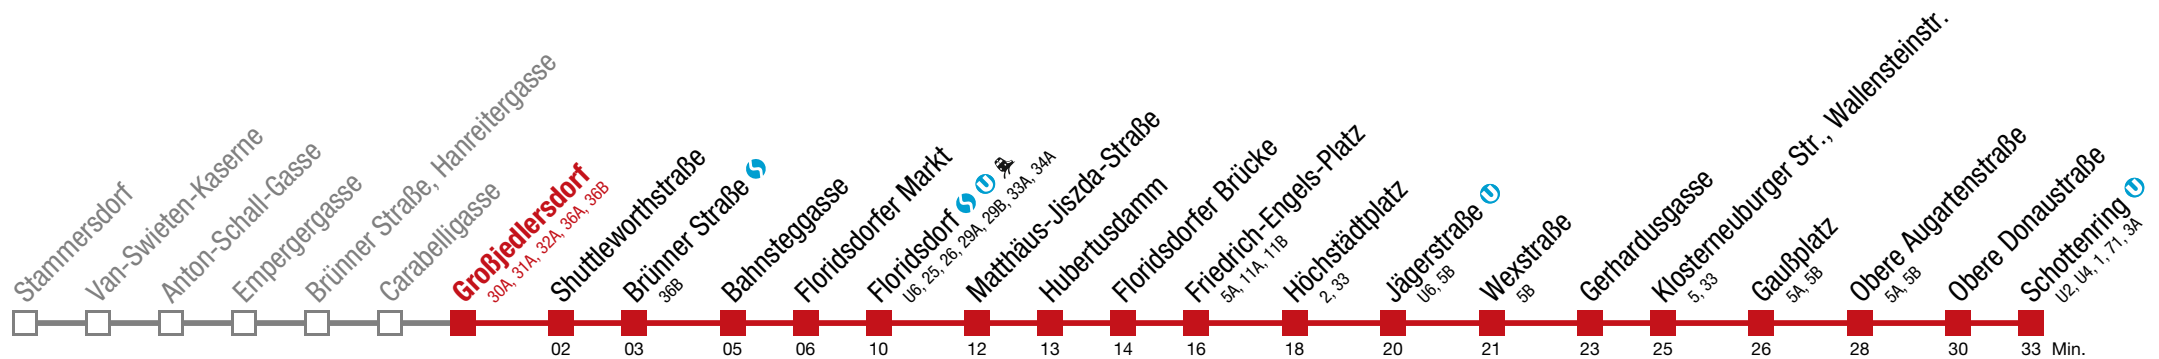 Stammersdorf
Van-Swieten-Kaserne
Anton-Schall-Gasse
Empergergasse
Brünner Straße, Hanreitergasse
Carabelligasse
Großjedlersdorf
30A, 31A, 32A, 36A, 36B
Shuttleworthstraße
02
Brünner Straße S
36B
03
Bahnsteggasse
05
Floridsdorfer Markt
06
Floridsdorf S U
U6, 25, 26, 29A, 29B, 33A, 34A
10
Matthäus-Jiszda-Straße
12
Hubertusdamm
13
Floridsdorfer Brücke
14
Friedrich-Engels-Platz
5A, 11A, 11B
16
Höchstädtplatz
2, 33
18
Jägerstraße U
U6, 5B
20
Wexstraße
5B
21
Gerhardusgasse
23
Klosterneuburger Str., Wallensteinstr.
5, 33
25
Gaußplatz
5A, 5B
26
Obere Augartenstraße
5A, 5B
28
Obere Donaustraße
30
Schottenring U
U2, U4, 1, 71, 3A
33 Min.